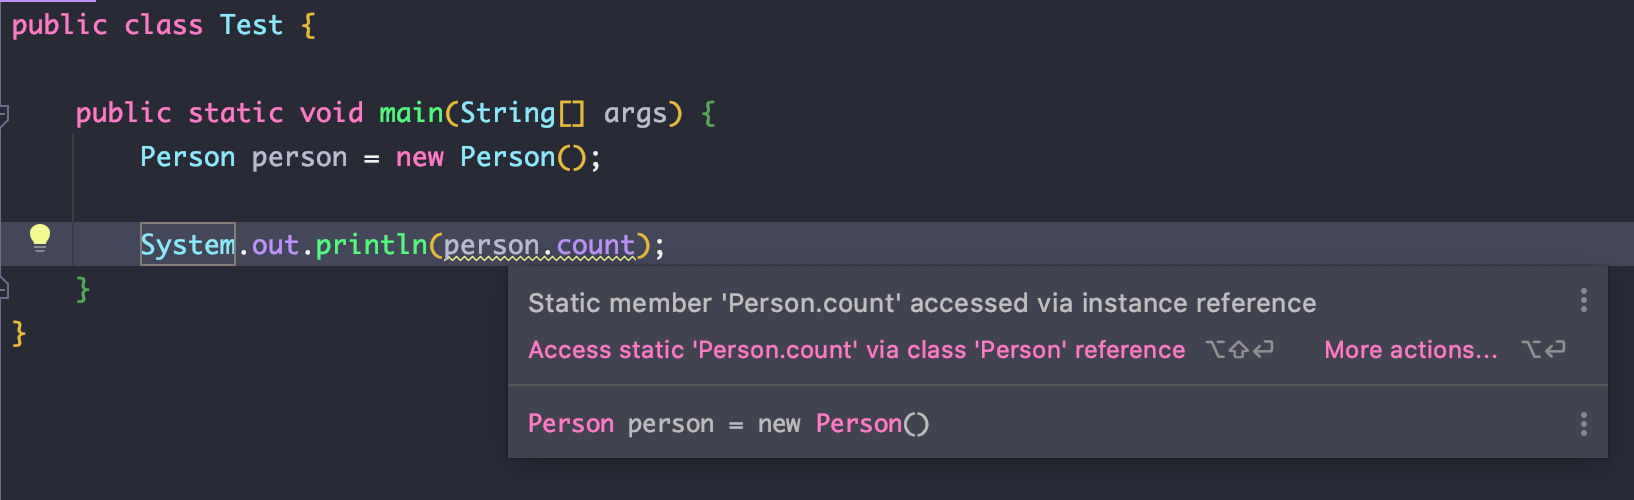 public class Test {
public static void main(String[] args) {
Person person = new Person();
System.out.println(person.count);
}
}
Static member 'Person.count' accessed via instance reference
Access static 'Person.count' via class 'Person' reference ⌥⇧⏎ More actions... ⌥⏎
Person person = new Person()